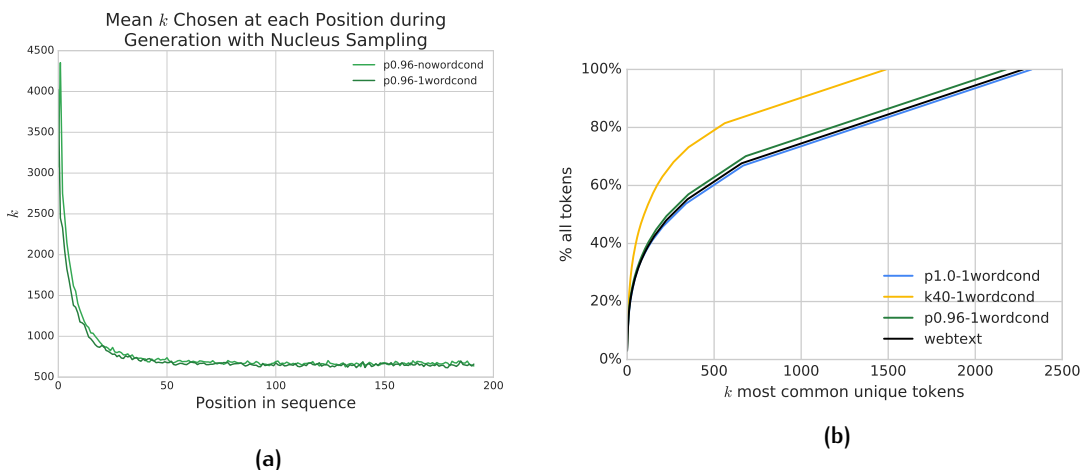 Mean k Chosen at each Position during
Generation with Nucleus Sampling
4500
4000
3500
3000
2500
2000
1500
1000
500
k
0
50
100
150
200
Position in sequence
p0.96-nowordcond
p0.96-1wordcond
(a)
100%
80%
60%
40%
20%
0%
% all tokens
0
500
1000
1500
2000
2500
k most common unique tokens
p1.0-1wordcond
k40-1wordcond
p0.96-1wordcond
webtext
(b)